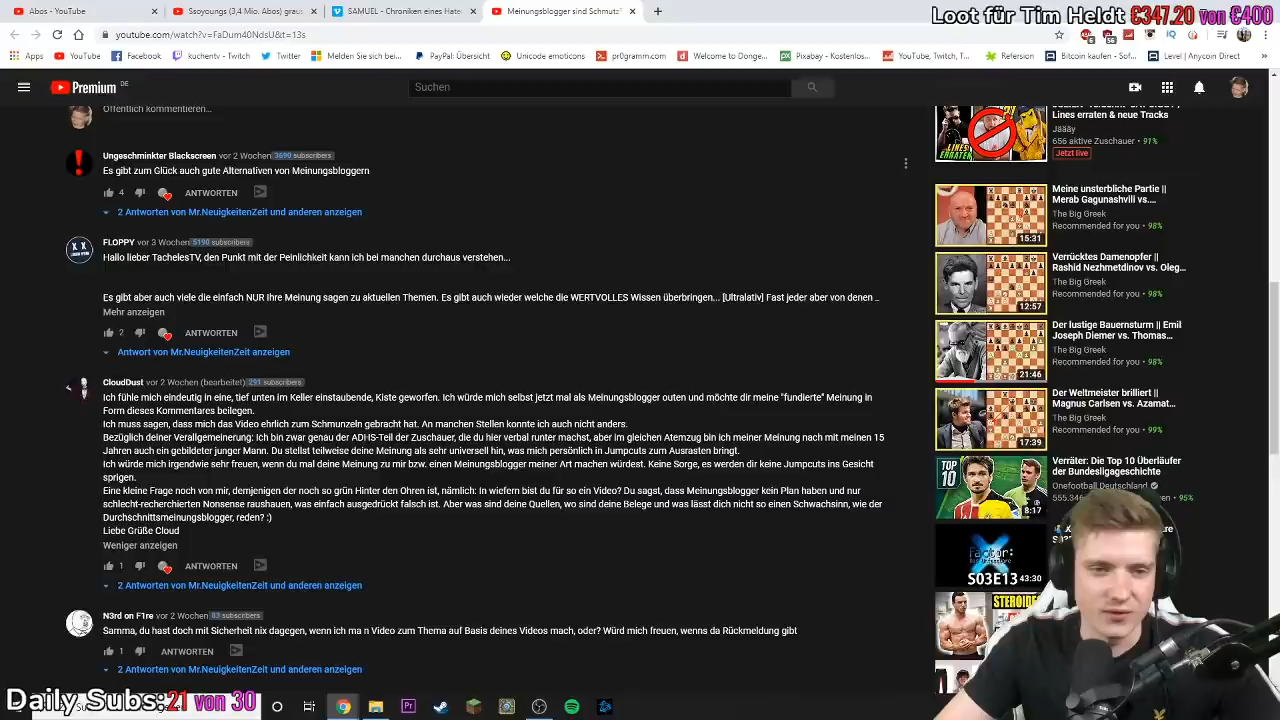 Abos - YouTube
Ssoyoungs (3,4 Mio. Abos) graus
SAMUEL - Chroniken eines Hate
Meinungsblogger sind Schmutz
Loot für Tim Heldt €347.20 von €400
youtube.com/watch?v=FaDum40NdsU&t=13s
Apps
YouTube
Facebook
kuchentv - Twitch
Twitter
Melden Sie sich bei...
PayPal: Übersicht
Unicode emoticons
pr0gramm.com
Donate - Welcome...
Pixabay - Kostenlos...
YouTube, Twitch, T...
Refersion
Bitcoin kaufen - Sof...
Level | Anycoin Direct
Premium DE
Suchen
Öffentlich kommentieren...
Ungeschminkter Blackscreen vor 2 Wochen 3690 subscribers
Es gibt zum Glück auch gute Alternativen von Meinungsbloggern
4 ANTWORTEN
2 Antworten von Mr.NeuigkeitenZeit und anderen anzeigen
FLOPPY vor 3 Wochen 5190 subscribers
Hallo lieber TachelesTV, den Punkt mit der Peinlichkeit kann ich bei manchen durchaus verstehen...
Es gibt aber auch viele die einfach NUR Ihre Meinung sagen zu aktuellen Themen. Es gibt auch wieder welche die WERTVOLLES Wissen überbringen... [Ultralativ] Fast jeder aber von denen ..
Mehr anzeigen
2 ANTWORTEN
Antwort von Mr.NeuigkeitenZeit anzeigen
CloudDust vor 2 Wochen (bearbeitet) 291 subscribers
Ich fühle mich eindeutig in eine, tief unten im Keller einstaubende, Kiste geworfen. Ich würde mich selbst jetzt mal als Meinungsblogger outen und möchte dir meine "fundierte" Meinung in
Form dieses Kommentares beilegen.
Ich muss sagen, dass mich das Video ehrlich zum Schmunzeln gebracht hat. An manchen Stellen konnte ich auch nicht anders.
Bezüglich deiner Verallgemeinerung: Ich bin zwar genau der ADHS-Teil der Zuschauer, die du hier verbal runter machst, aber im gleichen Atemzug bin ich meiner Meinung nach mit meinen 15
Jahren auch ein gebildeter junger Mann. Du stellst teilweise deine Meinung als sehr universell hin, was mich persönlich in Jumpcuts zum Ausrasten bringt.
Ich würde mich irgendwie sehr freuen, wenn du mal deine Meinung zu mir bzw. einen Meinungsblogger meiner Art machen würdest. Keine Sorge, es werden dir keine Jumpcuts ins Gesicht
sprigen.
Eine kleine Frage noch von mir, demjenigen der noch so grün Hinter den Ohren ist, nämlich: In wiefern bist du für so ein Video? Du sagst, dass Meinungsblogger kein Plan haben und nur
schlecht-recherchierten Nonsense raushauen, was einfach ausgedrückt falsch ist. Aber was sind deine Quellen, wo sind deine Belege und was lässt dich nicht so einen Schwachsinn, wie der
Durchschnittsmeinungsblogger, reden? :)
Liebe Grüße Cloud
Weniger anzeigen
1 ANTWORTEN
2 Antworten von Mr.NeuigkeitenZeit und anderen anzeigen
N3rd on F1re vor 2 Wochen 83 subscribers
Samma, du hast doch mit Sicherheit nix dagegen, wenn ich ma n Video zum Thema auf Basis deines Videos mach, oder? Würd mich freuen, wenns da Rückmeldung gibt
1 ANTWORTEN
2 Antworten von Mr.NeuigkeitenZeit und anderen anzeigen
LINES
ERRATEN
Lines erraten & neue Tracks
Jääáy
656 aktive Zuschauer • 91%
Jetzt live
15:31
Meine unsterbliche Partie ||
Merab Gagunashvili vs....
The Big Greek
Recommended for you • 98%
12:57
Verrücktes Damenopfer ||
Rashid Nezhmetdinov vs. Oleg...
The Big Greek
Recommended for you • 98%
21:46
Der lustige Bauernsturm || Emil
Joseph Diemer vs. Thomas...
The Big Greek
Recommended for you • 98%
17:39
Der Weltmeister brilliert ||
Magnus Carlsen vs. Azamat...
The Big Greek
Recommended for you • 99%
TOP
10
8:17
Verräter: Die Top 10 Überläufer
der Bundesligageschichte
Onefootball Deutschland
95%
factor:
S03E13
43:30
STEROIDE
Daily Subs: 21 von 30